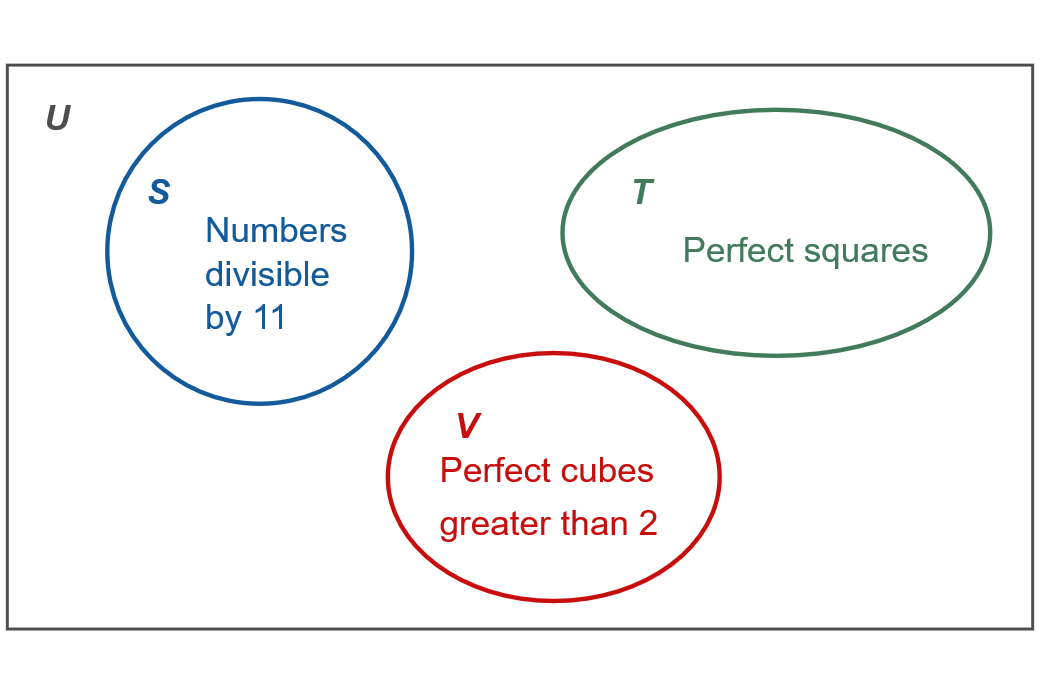 U
S
Numbers
divisible
by 11
T
Perfect squares
V
Perfect cubes
greater than 2